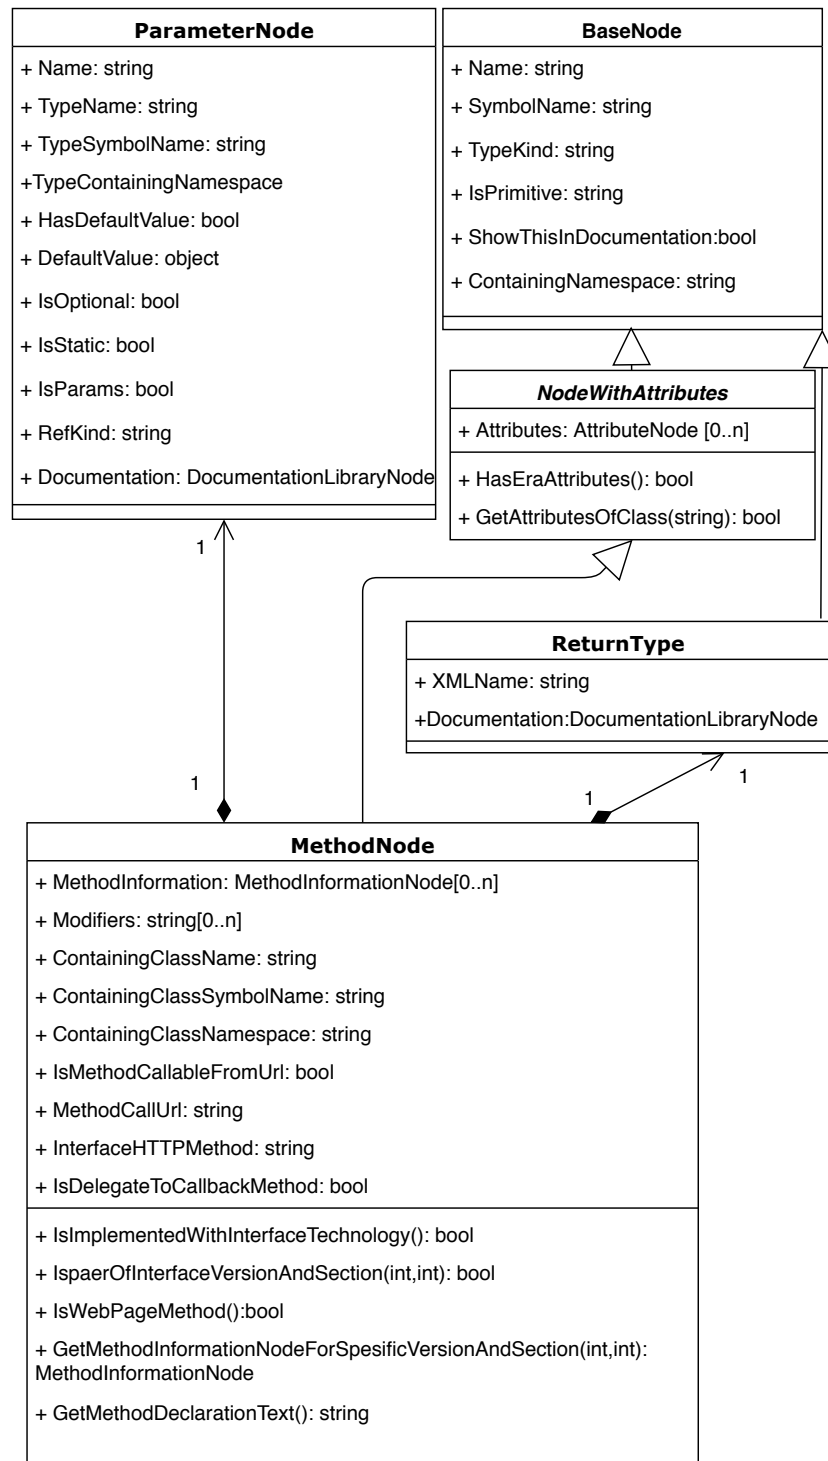 ParameterNode
+ Name: string
+ TypeName: string
+ TypeSymbolName: string
+TypeContainingNamespace
+ HasDefaultValue: bool
+ DefaultValue: object
+ IsOptional: bool
+ IsStatic: bool
+ IsParams: bool
+ RefKind: string
+ Documentation: DocumentationLibraryNode
BaseNode
+ Name: string
+ SymbolName: string
+ TypeKind: string
+ IsPrimitive: string
+ ShowThisInDocumentation:bool
+ ContainingNamespace: string
NodeWithAttributes
+ Attributes: AttributeNode [0..n]
+ HasEraAttributes(): bool
+ GetAttributesOfClass(string): bool
1
ReturnType
+ XMLName: string
+Documentation:DocumentationLibraryNode
1
1
1
MethodNode
+ MethodInformation: MethodInformationNode[0..n]
+ Modifiers: string[0..n]
+ ContainingClassName: string
+ ContainingClassSymbolName: string
+ ContainingClassNamespace: string
+ IsMethodCallableFromUrl: bool
+ MethodCallUrl: string
+ InterfaceHTTPMethod: string
+ IsDelegateToCallbackMethod: bool
+ IsImplementedWithInterfaceTechnology(): bool
+ IspaerOfInterfaceVersionAndSection(int,int): bool
+ IsWebPageMethod():bool
+ GetMethodInformationNodeForSpesificVersionAndSection(int,int):
MethodInformationNode
+ GetMethodDeclarationText(): string